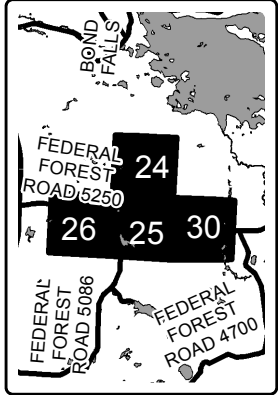 BOND
FALLS
FEDERAL
FOREST
ROAD 5250
24
26
25
30
FEDERAL
FOREST
ROAD 5086
FEDERAL
FOREST
ROAD 4700